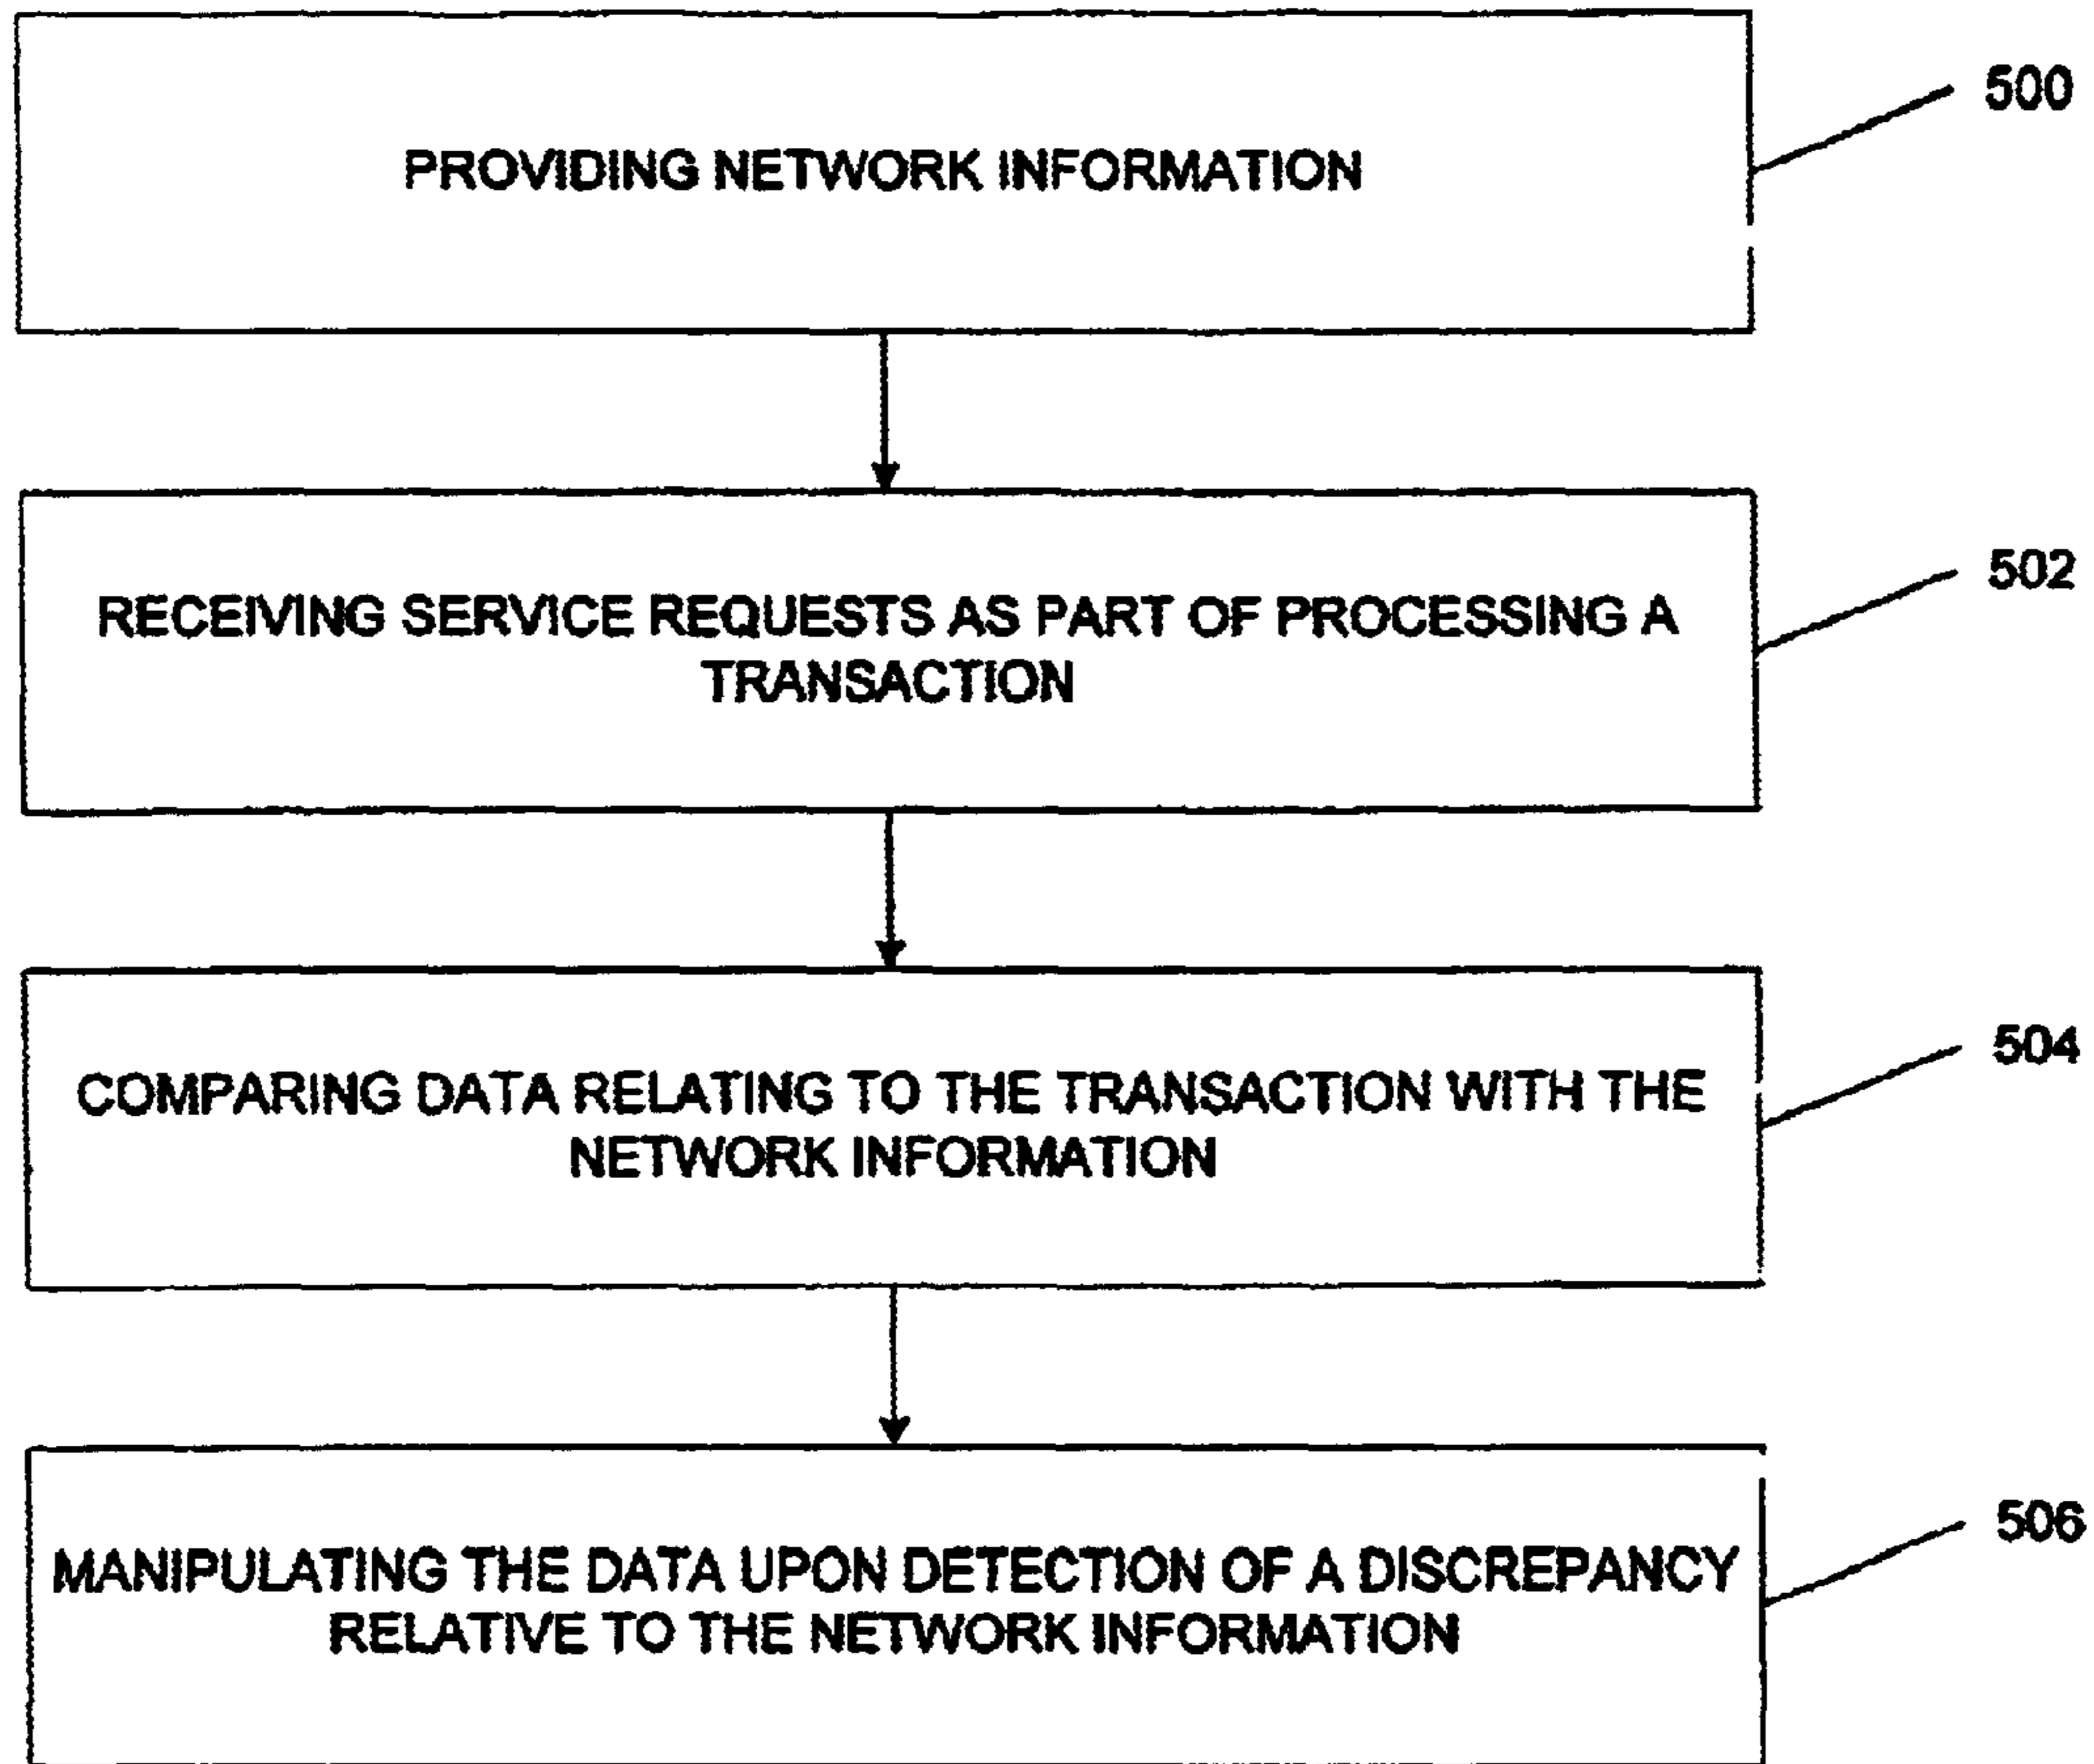 PROVIDING NETWORK INFORMATION
500
RECEIVING SERVICE REQUESTS AS PART OF PROCESSING A
TRANSACTION
502
COMPARING DATA RELATING TO THE TRANSACTION WITH THE
NETWORK INFORMATION
504
MANIPULATING THE DATA UPON DETECTION OF A DISCREPANCY
RELATIVE TO THE NETWORK INFORMATION
506